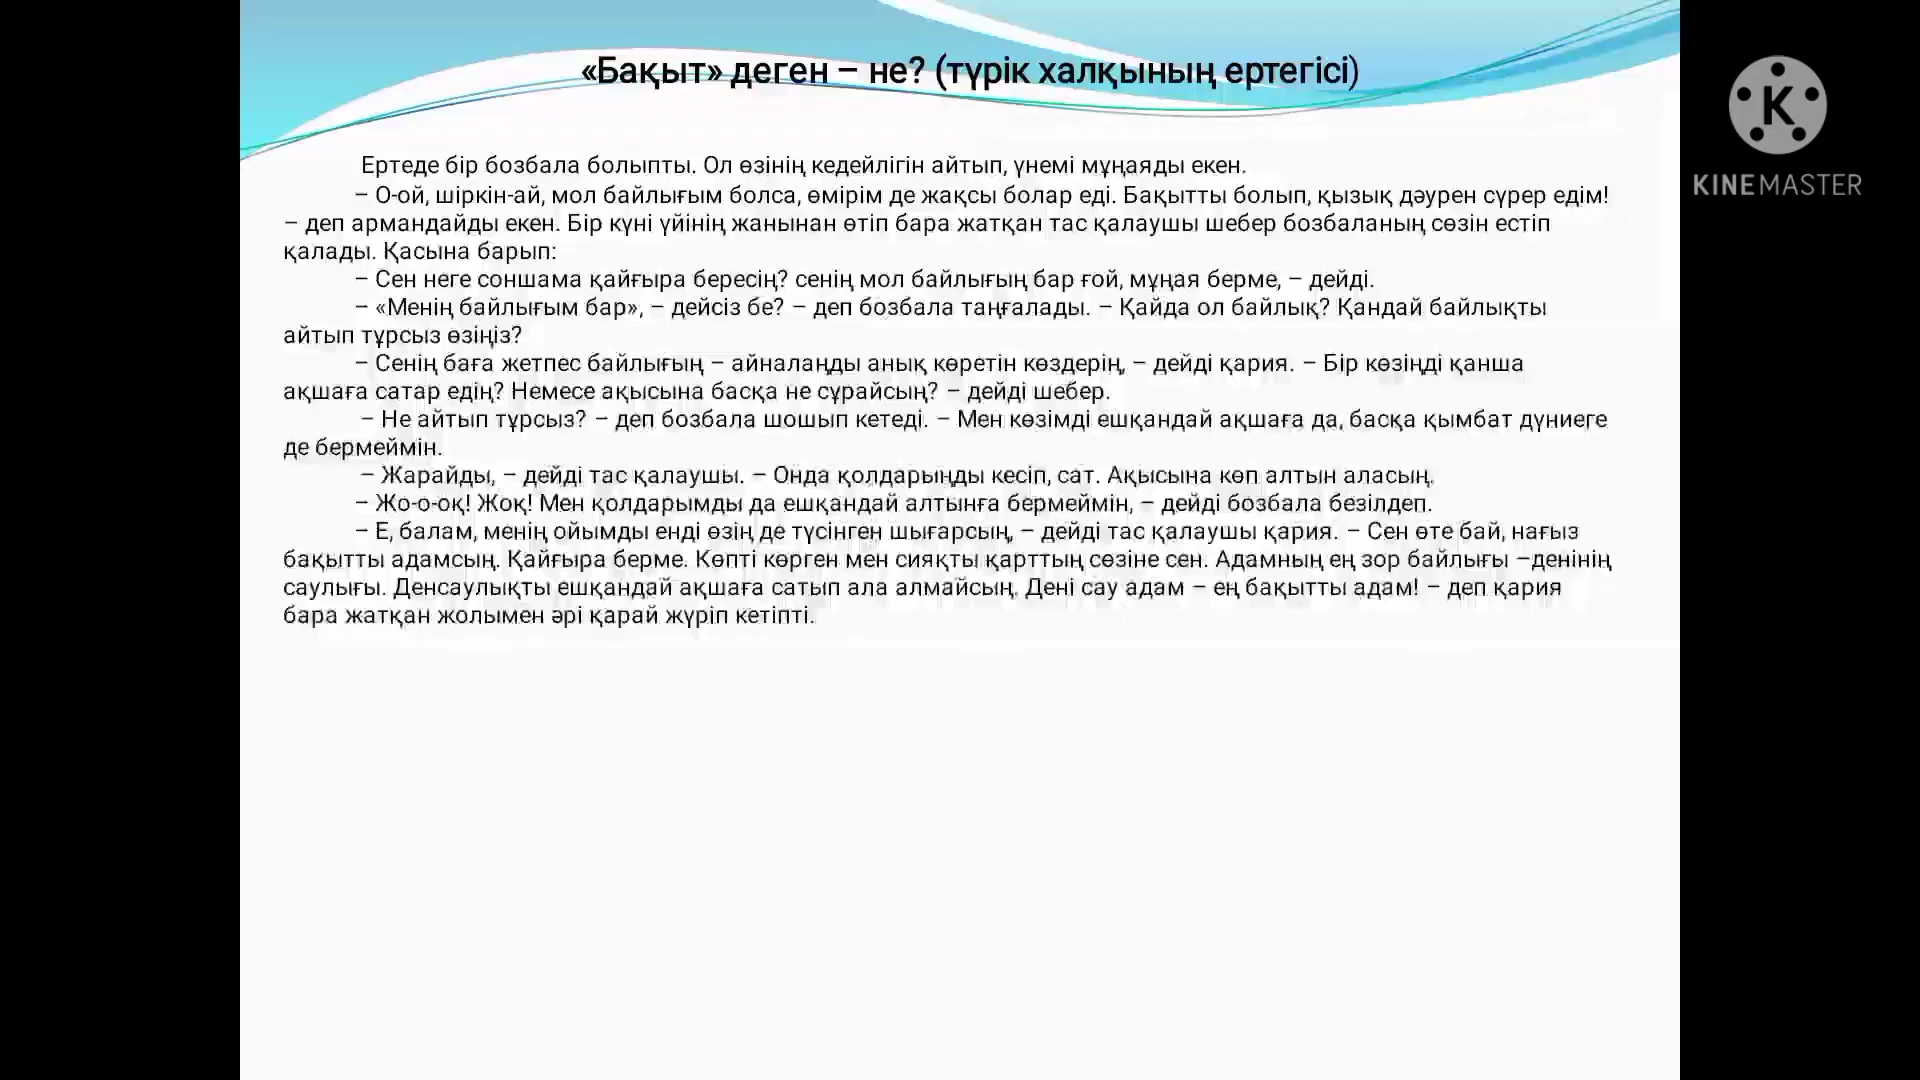 «Бақыт» деген – не? (түрік халқының ертегісі)
KINEMASTER
Ертеде бір бозбала болыпты. Ол өзінің кедейлігін айтып, үнемі мұңаяды екен.
– О-ой, шіркін-ай, мол байлығым болса, өмірім де жақсы болар еді. Бақытты болып, қызық дәурен сүрер едім!
– деп армандайды екен. Бір күні үйінің жанынан өтіп бара жатқан тас қалаушы шебер бозбаланың сөзін естіп
қалады. Қасына барып:
– Сен неге соншама қайғыра бересің? сенің мол байлығың бар ғой, мұңая берме, – дейді.
– «Менің байлығым бар», – дейсіз бе? – деп бозбала таңғалады. – Қайда ол байлық? Қандай байлықты
айтып тұрсыз өзіңіз?
– Сенің баға жетпес байлығың – айналаңды анық көретін көздерің, – дейді қария. – Бір көзіңді қанша
ақшаға сатар едің? Немесе ақысына басқа не сұрайсың? – дейді шебер.
– Не айтып тұрсыз? – деп бозбала шошып кетеді. – Мен көзімді ешқандай ақшаға да, басқа қымбат дүниеге
де бермеймін.
– Жарайды, – дейді тас қалаушы. – Онда қолдарыңды кесіп, сат. Ақысына көп алтын аласың.
– Жо-о-оқ! Жоқ! Мен қолдарымды да ешқандай алтынға бермеймін, – дейді бозбала безілдеп.
– Е, балам, менің ойымды енді өзің де түсінген шығарсың, – дейді тас қалаушы қария. – Сен өте бай, нағыз
бақытты адамсың. Қайғыра берме. Көпті көрген мен сияқты қарттың сөзіне сен. Адамның ең зор байлығы –денінің
саулығы. Денсаулықты ешқандай ақшаға сатып ала алмайсың. Дені сау адам – ең бақытты адам! – деп қария
бара жатқан жолымен әрі қарай жүріп кетіпті.